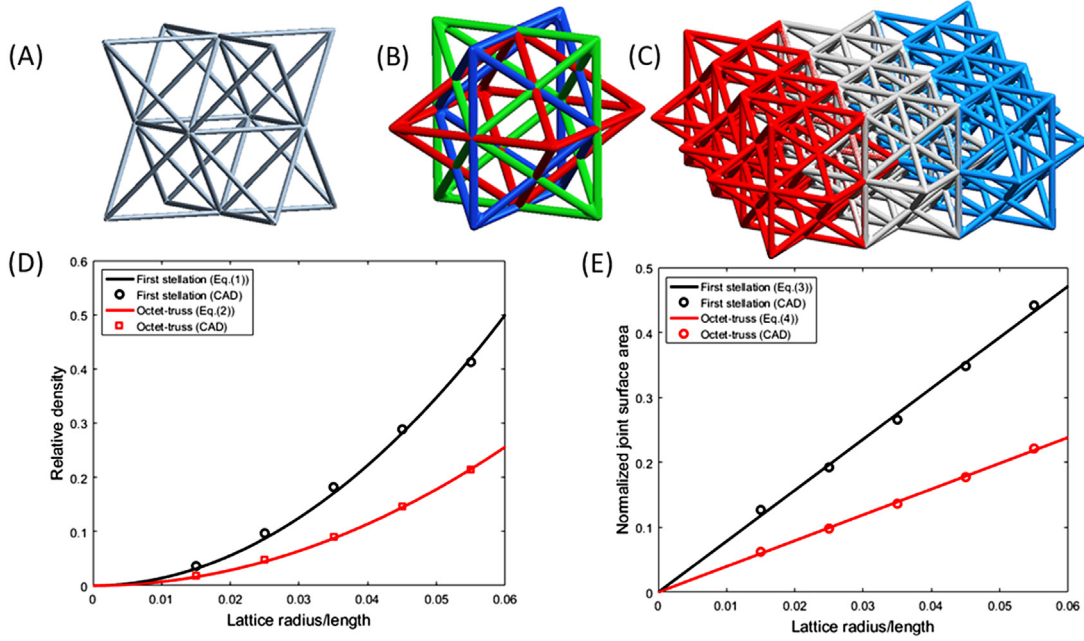 (A)
(B)
(C)
(D)
0.6
0.5
0.4
0.3
0.2
0.1
0
Relative density
First stellation (Eq.(1))
First stellation (CAD)
Octet-truss (Eq.(2))
Octet-truss (CAD)
0 0.01 0.02 0.03 0.04 0.05 0.06
Lattice radius/length
(E)
0.5
0.4
0.3
0.2
0.1
0
Normalized joint surface area
First stellation (Eq.(3))
First stellation (CAD)
Octet-truss (Eq.(4))
Octet-truss (CAD)
0 0.01 0.02 0.03 0.04 0.05 0.06
Lattice radius/length